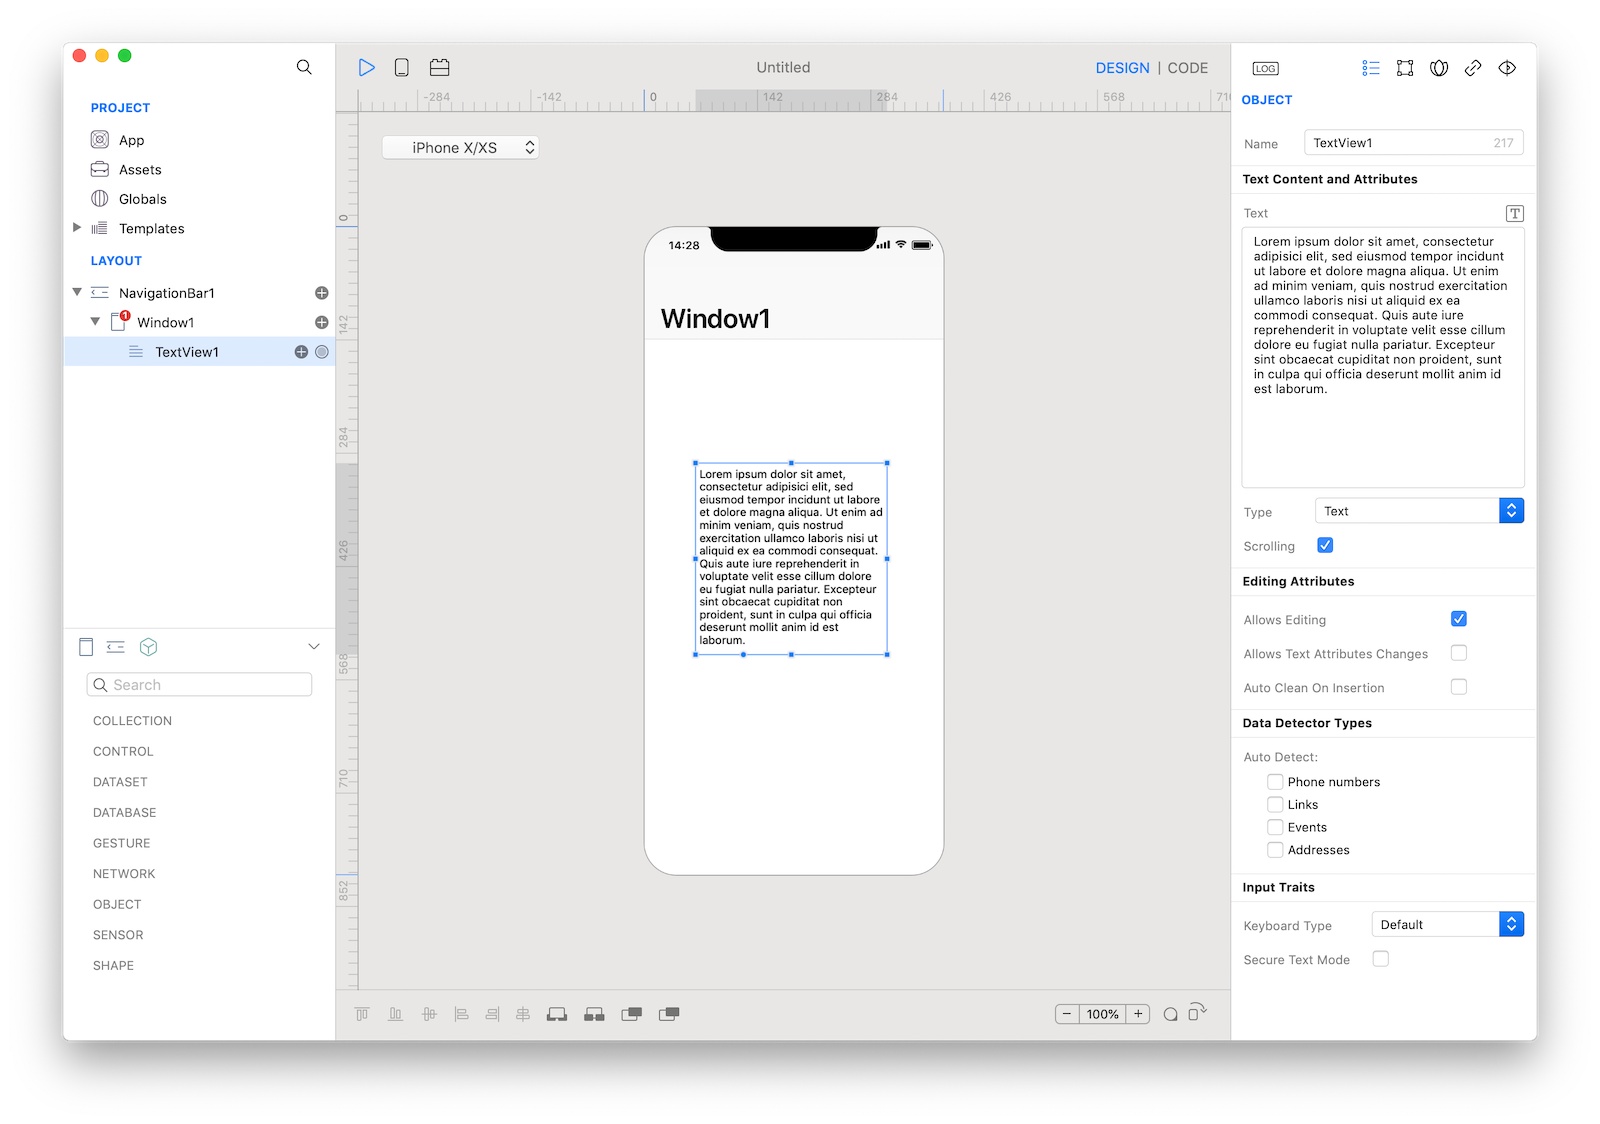 Untitled
DESIGN | CODE
LOG
PROJECT
App
Assets
Globals
Templates
LAYOUT
NavigationBar1
1
Window1
TextView1
Search
COLLECTION
CONTROL
DATASET
DATABASE
GESTURE
NETWORK
OBJECT
SENSOR
SHAPE
-284
-142
0
142
284
426
568
0
142
284
426
568
710
852
iPhone X/XS
14:28
Window1
Lorem ipsum dolor sit amet,
consectetur adipisici elit, sed
eiusmod tempor incidunt ut labore
et dolore magna aliqua. Ut enim ad
minim veniam, quis nostrud
exercitation ullamco laboris nisi ut
aliquid ex ea commodi consequat.
Quis aute iure reprehenderit in
voluptate velit esse cillum dolore
eu fugiat nulla pariatur. Excepteur
sint obcaecat cupiditat non
proident, sunt in culpa qui officia
deserunt mollit anim id est
laborum.
− 100% +
OBJECT
Name TextView1 217
Text Content and Attributes
Text T
Lorem ipsum dolor sit amet, consectetur
adipisici elit, sed eiusmod tempor incidunt
ut labore et dolore magna aliqua. Ut enim
ad minim veniam, quis nostrud exercitation
ullamco laboris nisi ut aliquid ex ea
commodi consequat. Quis aute iure
reprehenderit in voluptate velit esse cillum
dolore eu fugiat nulla pariatur. Excepteur
sint obcaecat cupiditat non proident, sunt
in culpa qui officia deserunt mollit anim id
est laborum.
Type Text
Scrolling
Editing Attributes
Allows Editing
Allows Text Attributes Changes
Auto Clean On Insertion
Data Detector Types
Auto Detect:
Phone numbers
Links
Events
Addresses
Input Traits
Keyboard Type Default
Secure Text Mode